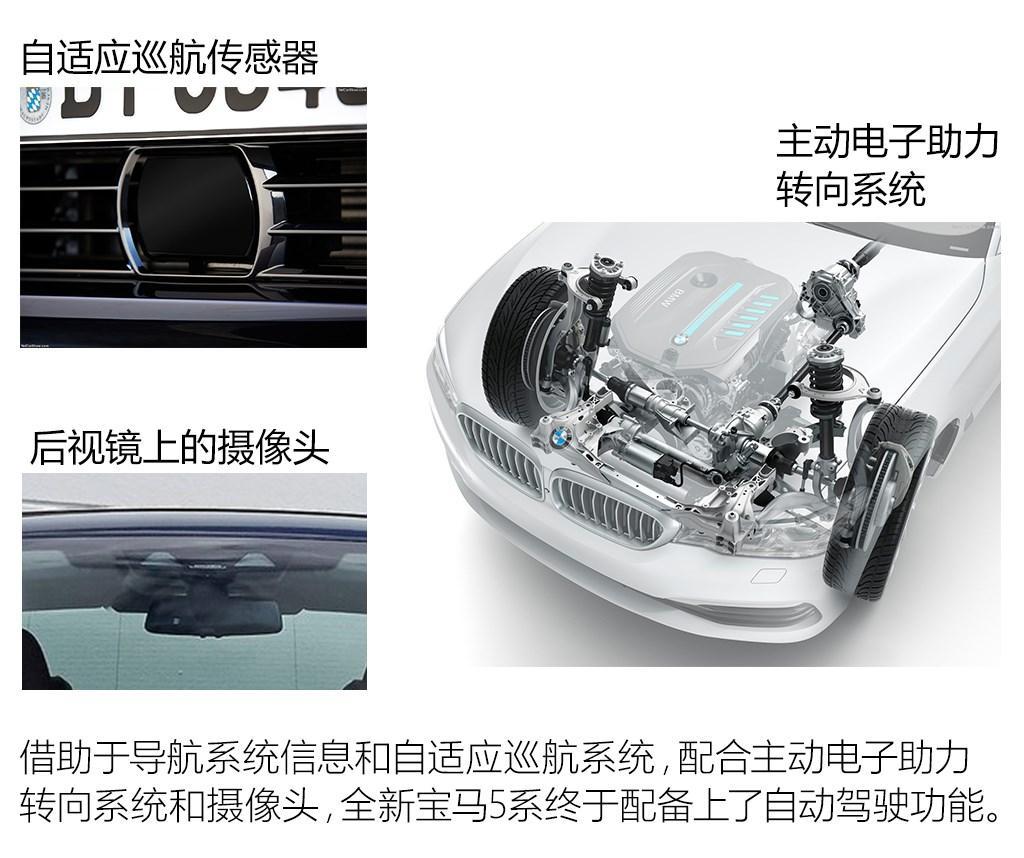 自适应巡航传感器
主动电子助力
转向系统
BMW
后视镜上的摄像头
借助于导航系统信息和自适应巡航系统,配合主动电子助力
转向系统和摄像头,全新宝马5系终于配备上了自动驾驶功能。